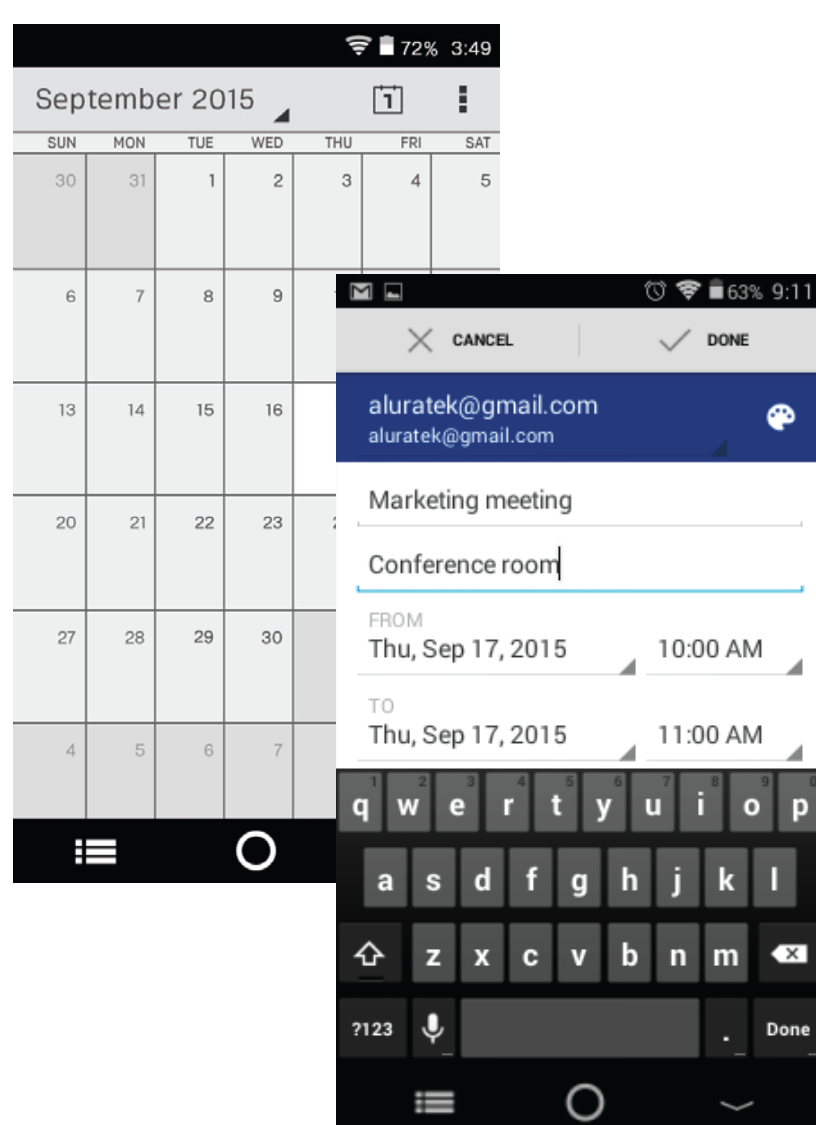 72% 3:49
September 2015
1
SUN MON TUE WED THU FRI SAT
30 31 1 2 3 4 5
6 7 8 9
13 14 15 16
20 21 22 23
27 28 29 30
4 5 6 7
63% 9:11
CANCEL DONE
aluratek@gmail.com
aluratek@gmail.com
Marketing meeting
Conference room
FROM
Thu, Sep 17, 2015 10:00 AM
TO
Thu, Sep 17, 2015 11:00 AM
1 2 3 4 5 6 7 8 9 0
q w e r t y u i o p
a s d f g h j k l
z x c v b n m
?123 . Done